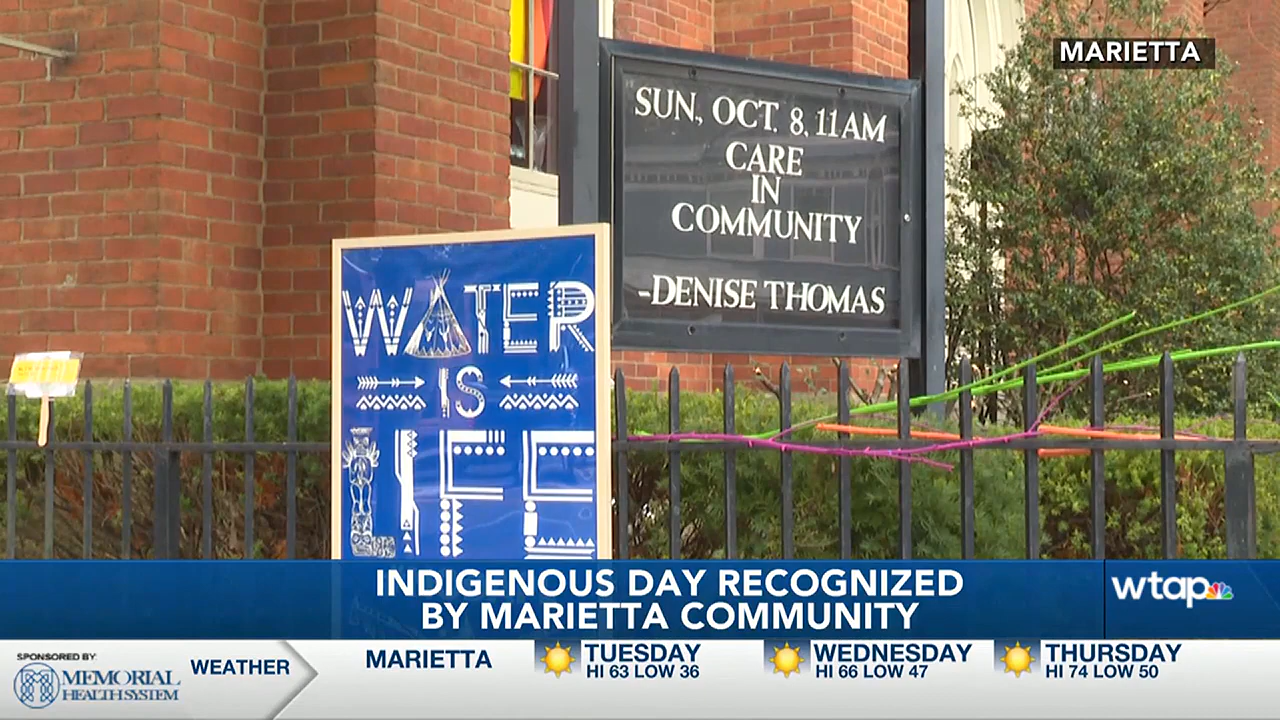 MARIETTA
SUN, OCT. 8, 11AM
CARE
IN
COMMUNITY
-DENISE THOMAS
WATER
IS
LIFE
INDIGENOUS DAY RECOGNIZED
BY MARIETTA COMMUNITY
wtap
SPONSORED BY:
MEMORIAL
HEALTH SYSTEM
WEATHER
MARIETTA
TUESDAY
HI 63 LOW 36
WEDNESDAY
HI 66 LOW 47
THURSDAY
HI 74 LOW 50